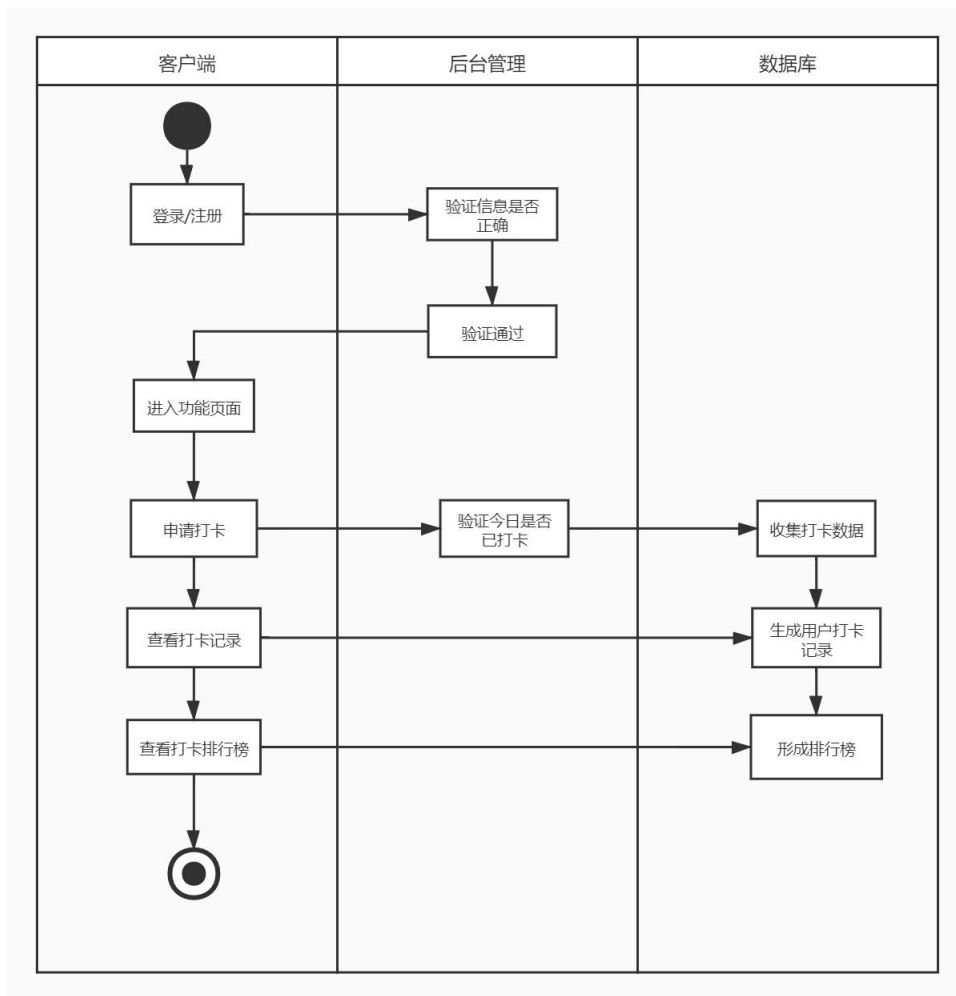 客户端
后台管理
数据库
登录/注册
验证信息是否
正确
验证通过
进入功能页面
申请打卡
验证今日是否
已打卡
收集打卡数据
查看打卡记录
生成用户打卡
记录
查看打卡排行榜
形成排行榜